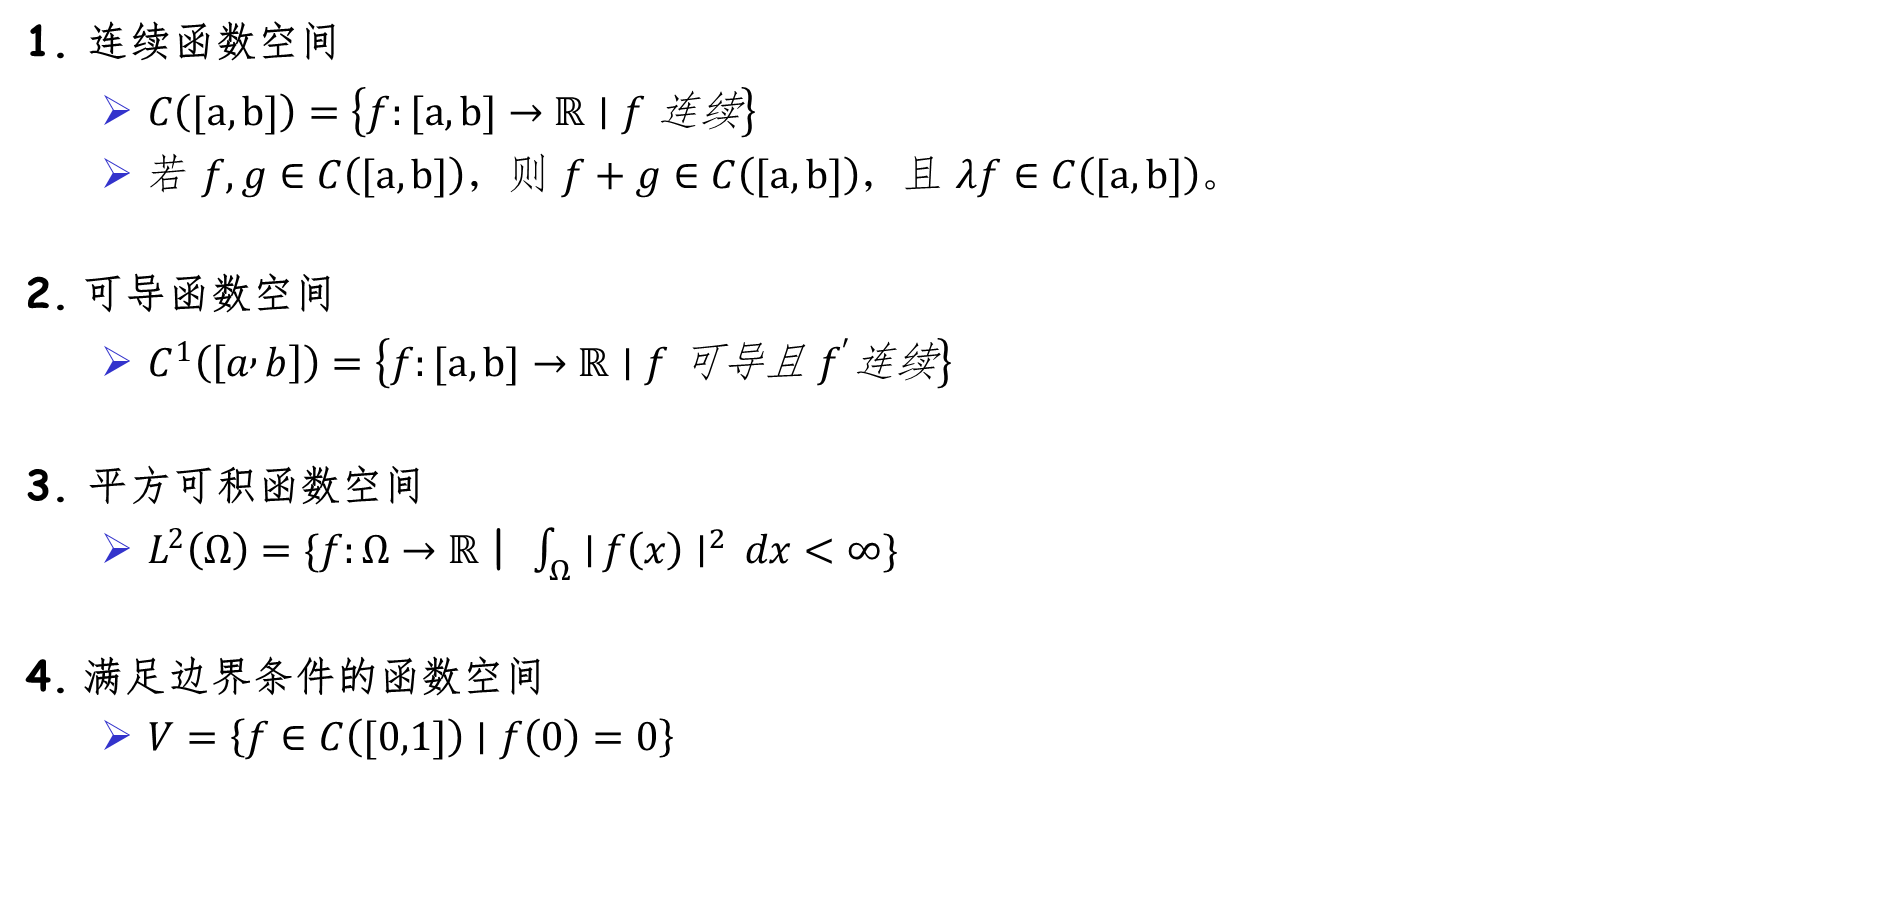 1. 连续函数空间
➢ C([a,b]) = {f:[a,b] → ℝ ∣ f 连续}
➢ 若 f,g ∈ C([a,b])，则 f + g ∈ C([a,b])，且 λf ∈ C([a,b])。
2. 可导函数空间
➢ C¹([a, b]) = {f:[a,b] → ℝ ∣ f 可导且 f′连续}
3. 平方可积函数空间
➢ L²(Ω) = {f:Ω → ℝ | ∫_Ω ∣f(x) ∣² dx < ∞}
4. 满足边界条件的函数空间
➢ V = {f ∈ C([0,1]) ∣ f(0) = 0}